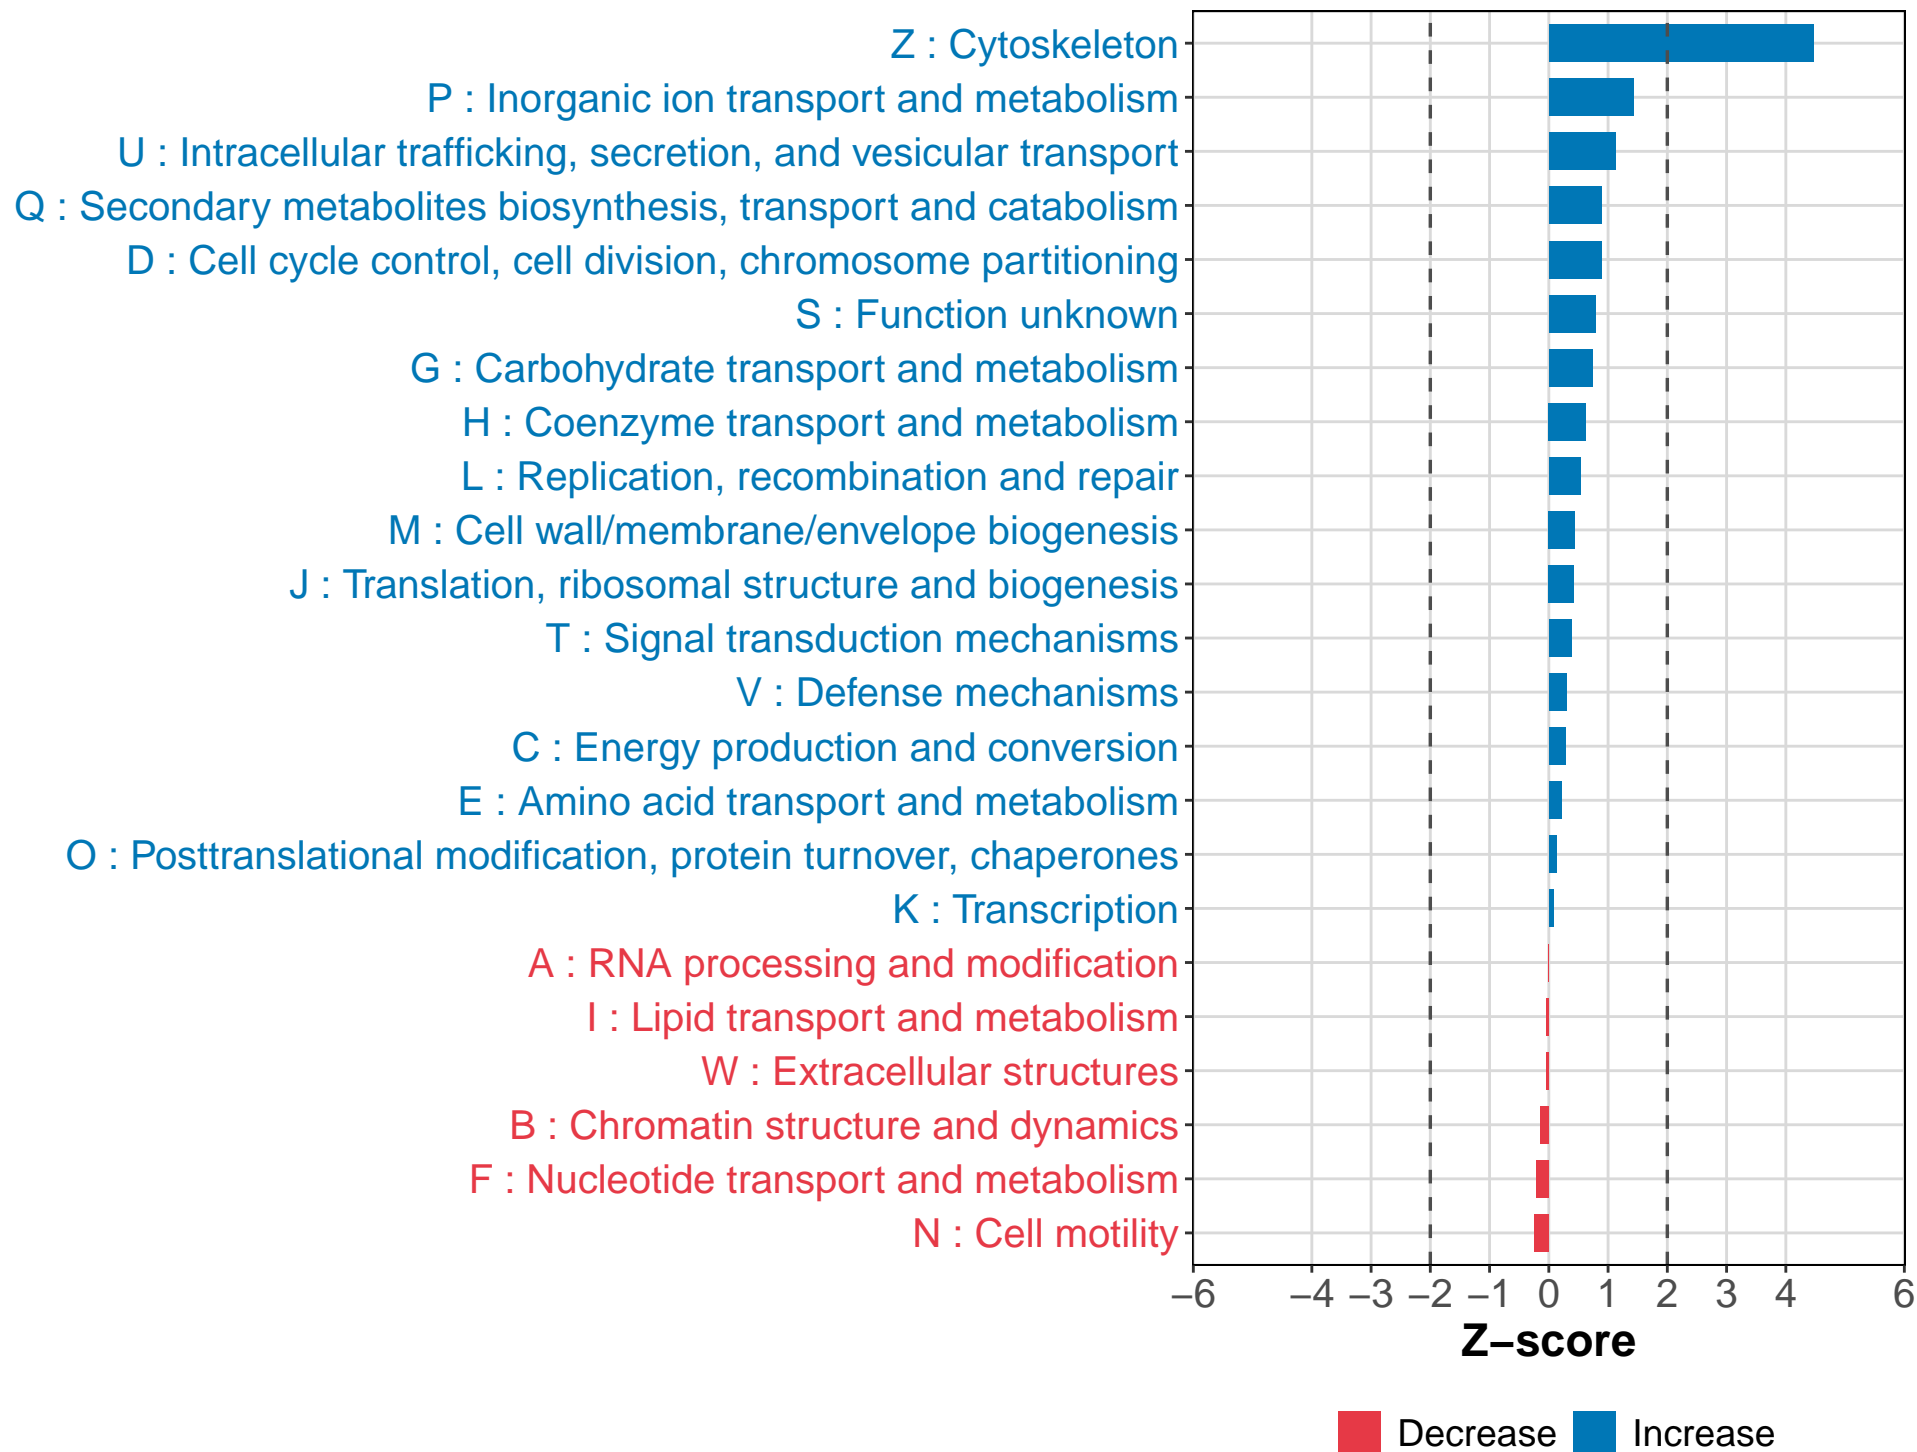 Z : Cytoskeleton
P : Inorganic ion transport and metabolism
U : Intracellular trafficking, secretion, and vesicular transport
Q : Secondary metabolites biosynthesis, transport and catabolism
D : Cell cycle control, cell division, chromosome partitioning
S : Function unknown
G : Carbohydrate transport and metabolism
H : Coenzyme transport and metabolism
L : Replication, recombination and repair
M : Cell wall/membrane/envelope biogenesis
J : Translation, ribosomal structure and biogenesis
T : Signal transduction mechanisms
V : Defense mechanisms
C : Energy production and conversion
E : Amino acid transport and metabolism
O : Posttranslational modification, protein turnover, chaperones
K : Transcription
A : RNA processing and modification
I : Lipid transport and metabolism
W : Extracellular structures
B : Chromatin structure and dynamics
F : Nucleotide transport and metabolism
N : Cell motility
−6 −4 −3 −2 −1 0 1 2 3 4 6
Z−score
Decrease Increase